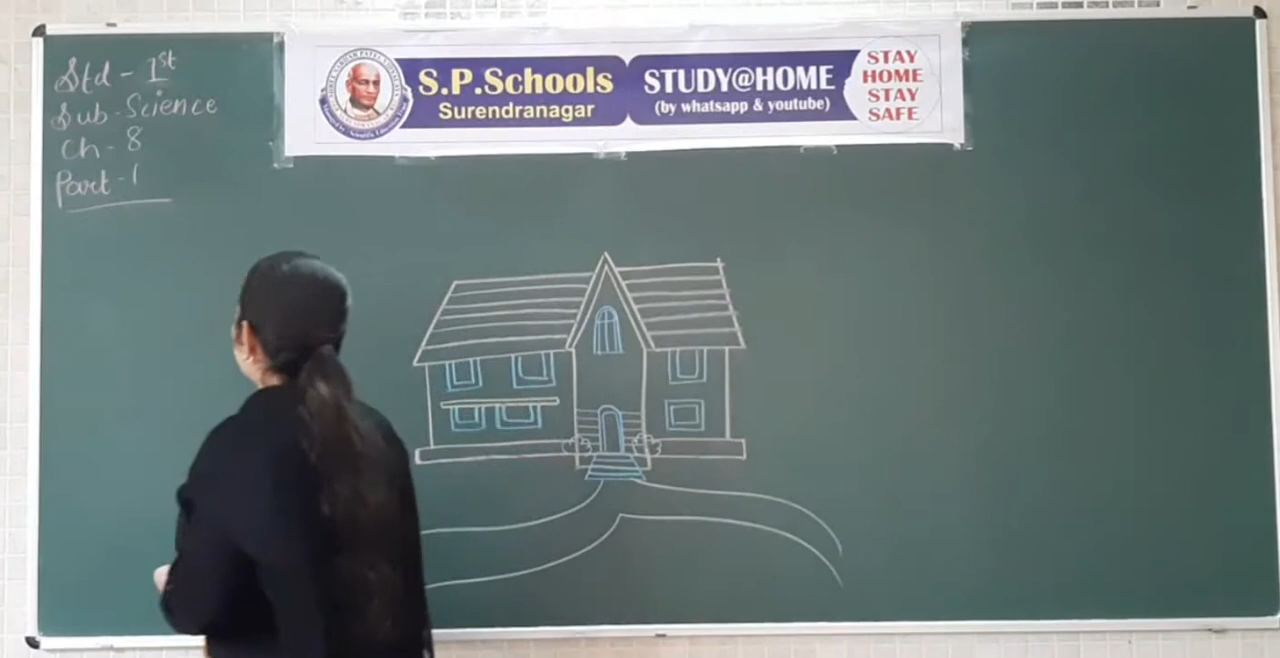 Std - 1st
Sub - Science
Ch - 8
Part - 1
S.P.Schools
Surendranagar
STUDY@HOME
(by whatsapp & youtube)
STAY
HOME
STAY
SAFE